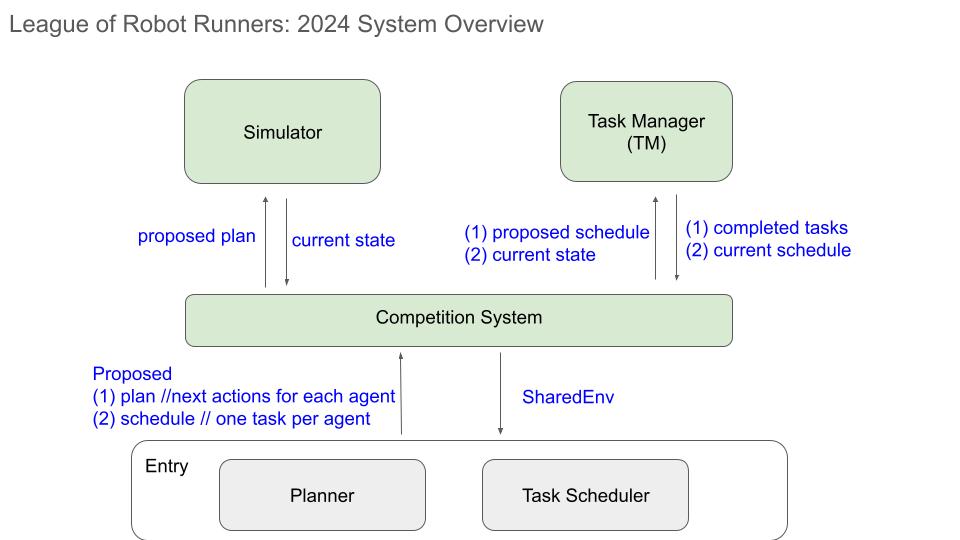 League of Robot Runners: 2024 System Overview
Simulator
Task Manager
(TM)
proposed plan
current state
(1) proposed schedule
(2) current state
(1) completed tasks
(2) current schedule
Competition System
Proposed
(1) plan //next actions for each agent
(2) schedule // one task per agent
SharedEnv
Entry
Planner
Task Scheduler